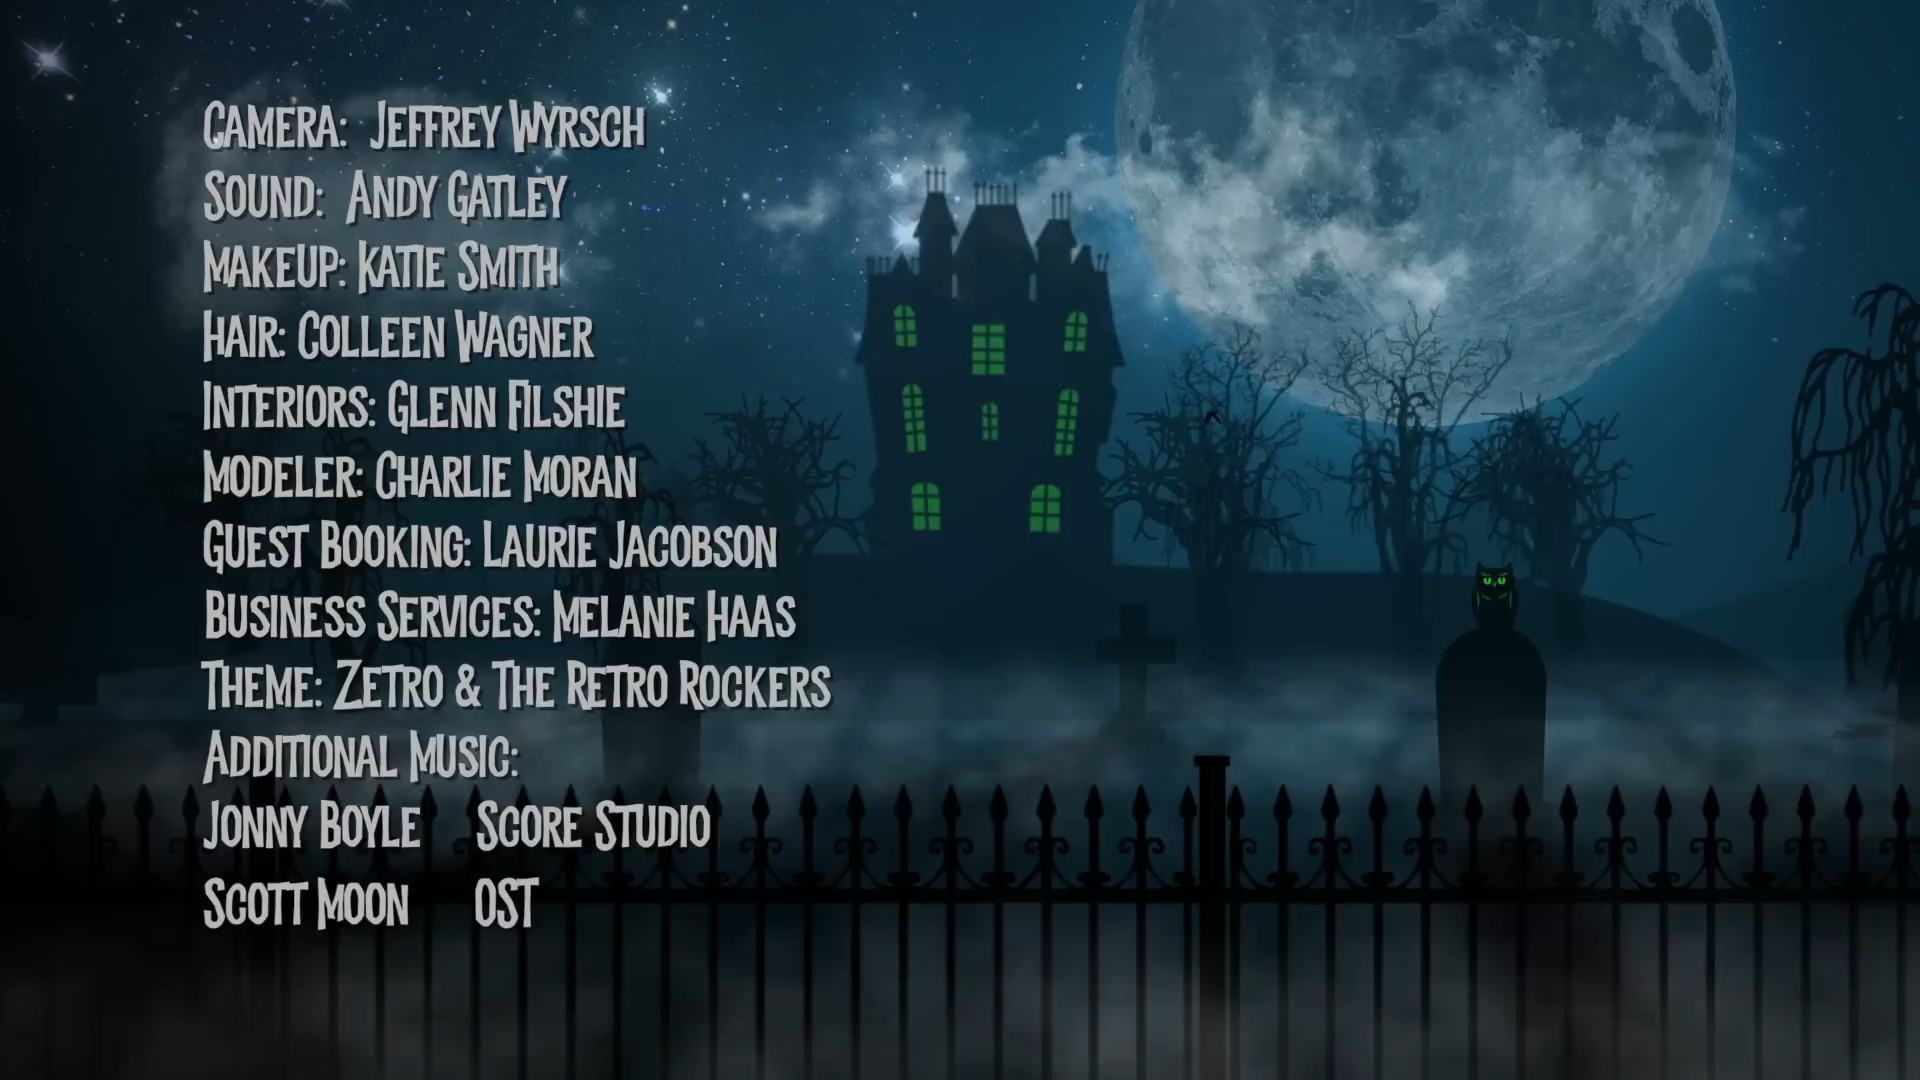 Camera: Jeffrey Wyrsch
Sound: Andy Gatley
Makeup: Katie Smith
Hair: Colleen Wagner
Interiors: Glenn Filshie
Modeler: Charlie Moran
Guest Booking: Laurie Jacobson
Business Services: Melanie Haas
Theme: Zetro & The Retro Rockers
Additional Music:
Jonny Boyle Score Studio
Scott Moon OST